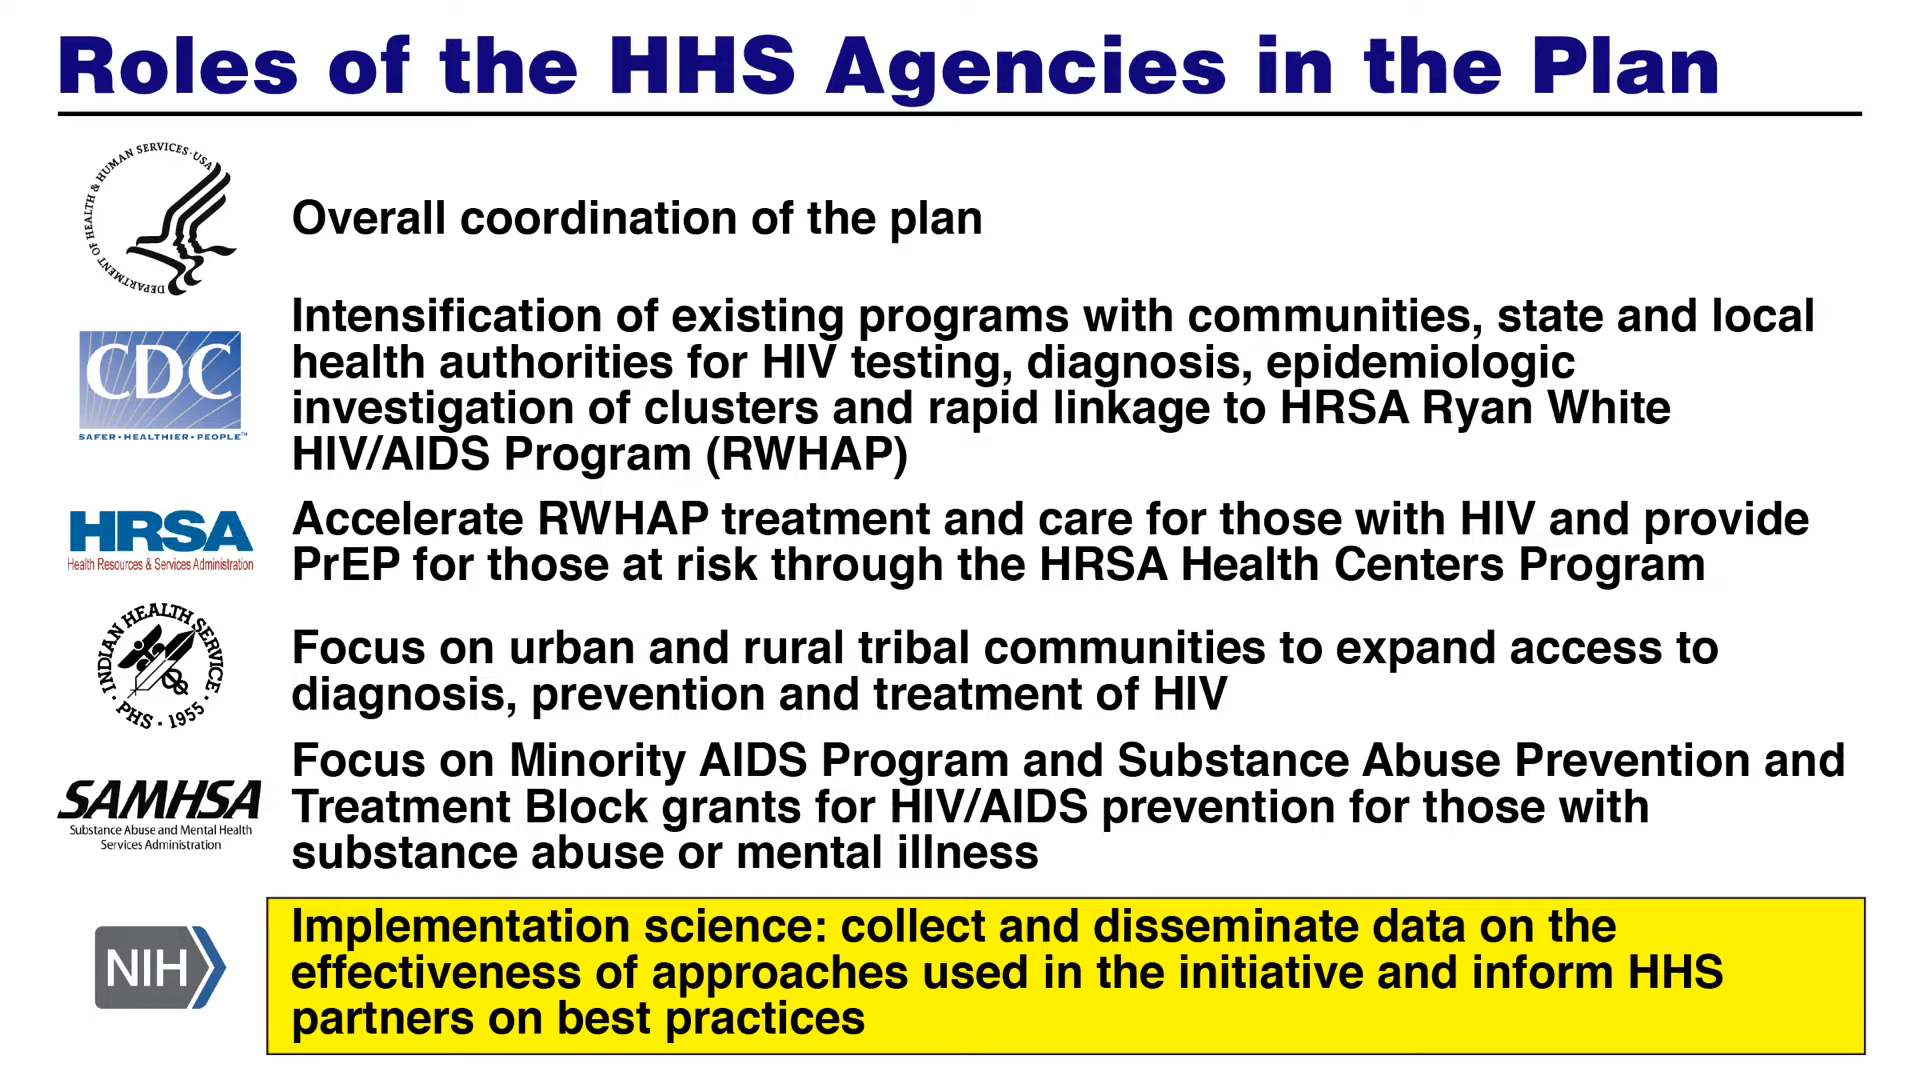 Roles of the HHS Agencies in the Plan
DEPARTMENT OF HEALTH & HUMAN SERVICES·USA
Overall coordination of the plan
CDC
SAFER·HEALTHIER·PEOPLE™
Intensification of existing programs with communities, state and local
health authorities for HIV testing, diagnosis, epidemiologic
investigation of clusters and rapid linkage to HRSA Ryan White
HIV/AIDS Program (RWHAP)
HRSA
Health Resources & Services Administration
Accelerate RWHAP treatment and care for those with HIV and provide
PrEP for those at risk through the HRSA Health Centers Program
·INDIAN HEALTH SERVICE·
PHS · 1955
Focus on urban and rural tribal communities to expand access to
diagnosis, prevention and treatment of HIV
SAMHSA
Substance Abuse and Mental Health
Services Administration
Focus on Minority AIDS Program and Substance Abuse Prevention and
Treatment Block grants for HIV/AIDS prevention for those with
substance abuse or mental illness
NIH
Implementation science: collect and disseminate data on the
effectiveness of approaches used in the initiative and inform HHS
partners on best practices